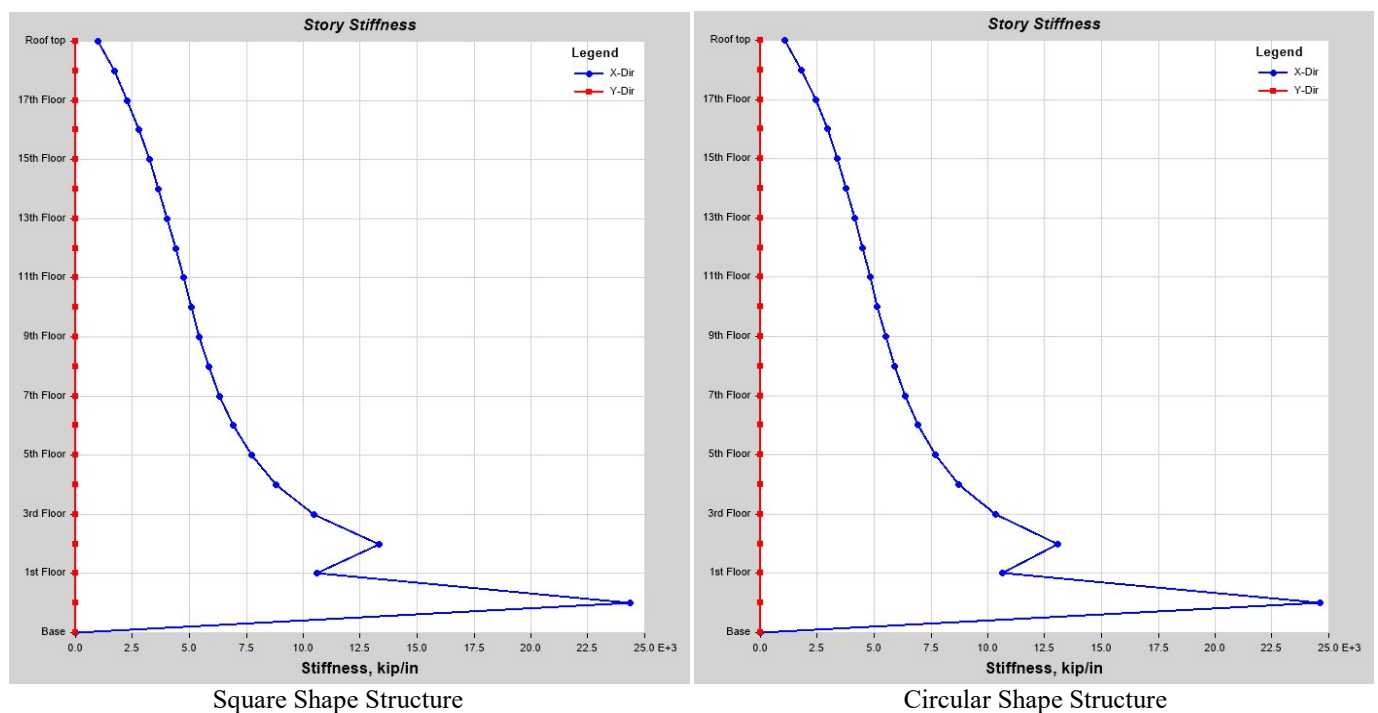 Story Stiffness
Legend
X-Dir
Y-Dir
Roof top
17th Floor
15th Floor
13th Floor
11th Floor
9th Floor
7th Floor
5th Floor
3rd Floor
1st Floor
Base
0.0 2.5 5.0 7.5 10.0 12.5 15.0 17.5 20.0 22.5 25.0 E+3
Stiffness, kip/in
Square Shape Structure
Story Stiffness
Legend
X-Dir
Y-Dir
Roof top
17th Floor
15th Floor
13th Floor
11th Floor
9th Floor
7th Floor
5th Floor
3rd Floor
1st Floor
Base
0.0 2.5 5.0 7.5 10.0 12.5 15.0 17.5 20.0 22.5 25.0 E+3
Stiffness, kip/in
Circular Shape Structure